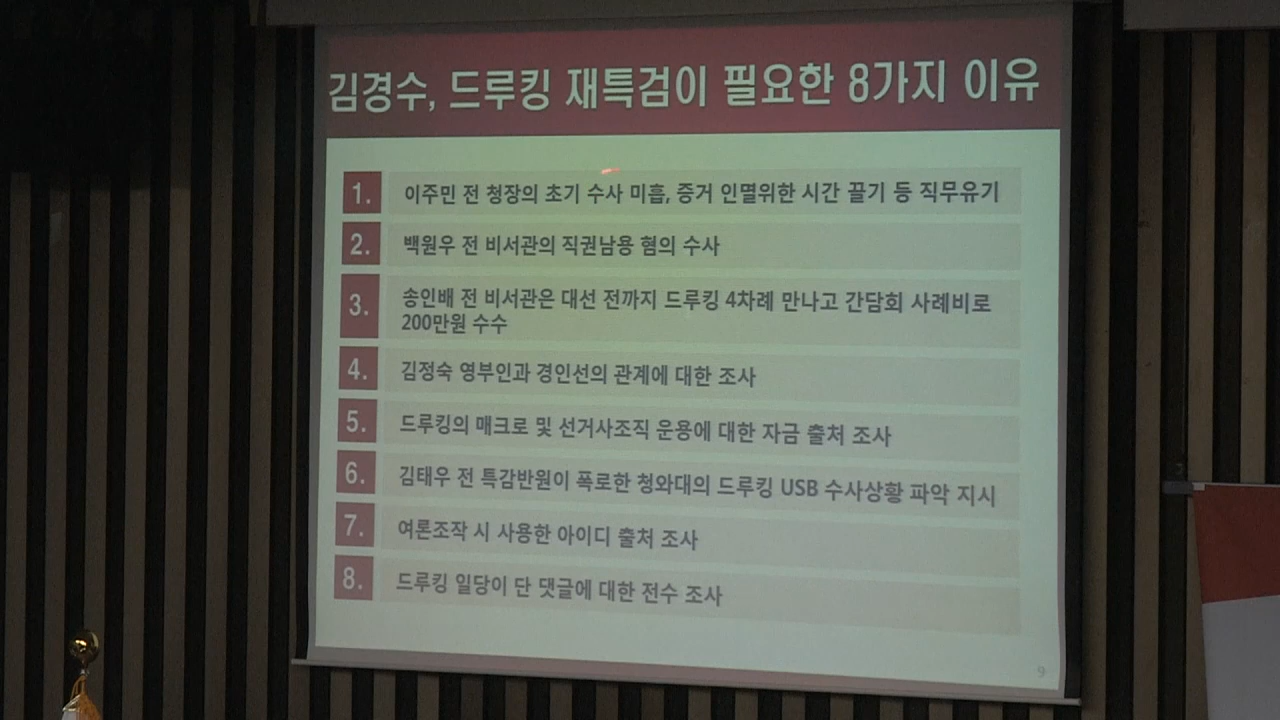 김경수, 드루킹 재특검이 필요한 8가지 이유
1. 이주민 전 청장의 초기 수사 미흡, 증거 인멸위한 시간 끌기 등 직무유기
2. 백원우 전 비서관의 직권남용 혐의 수사
3. 송인배 전 비서관은 대선 전까지 드루킹 4차례 만나고 간담회 사례비로
200만원 수수
4. 김정숙 영부인과 경인선의 관계에 대한 조사
5. 드루킹의 매크로 및 선거사조직 운용에 대한 자금 출처 조사
6. 김태우 전 특감반원이 폭로한 청와대의 드루킹 USB 수사상황 파악 지시
7. 여론조작 시 사용한 아이디 출처 조사
8. 드루킹 일당이 단 댓글에 대한 전수 조사
9